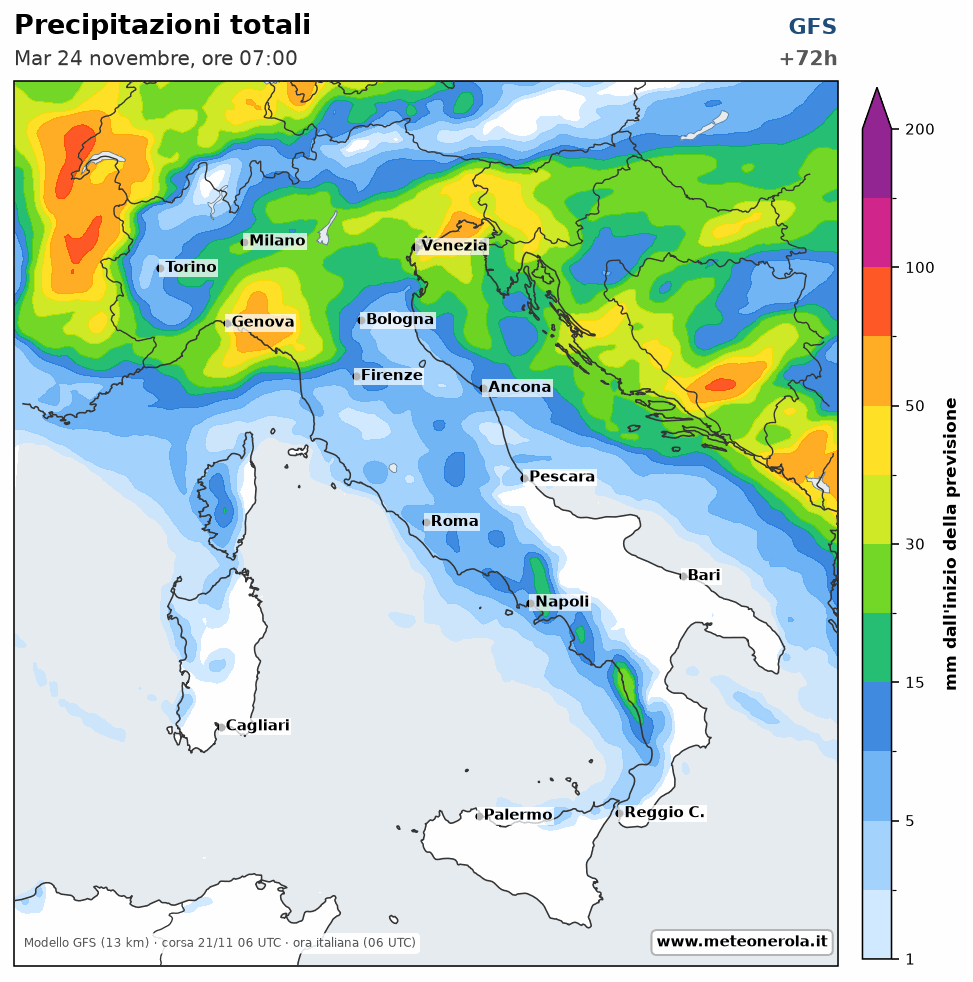 Precipitazioni totali
GFS
Mar 24 novembre, ore 07:00
+72h
200
100
50
30
15
5
1
mm dall'inizio della previsione
Milano
Venezia
Torino
Genova
Bologna
Firenze
Ancona
Pescara
Roma
Bari
Napoli
Cagliari
Palermo
Reggio C.
Modello GFS (13 km) · corsa 21/11 06 UTC · ora italiana (06 UTC)
www.meteonerola.it